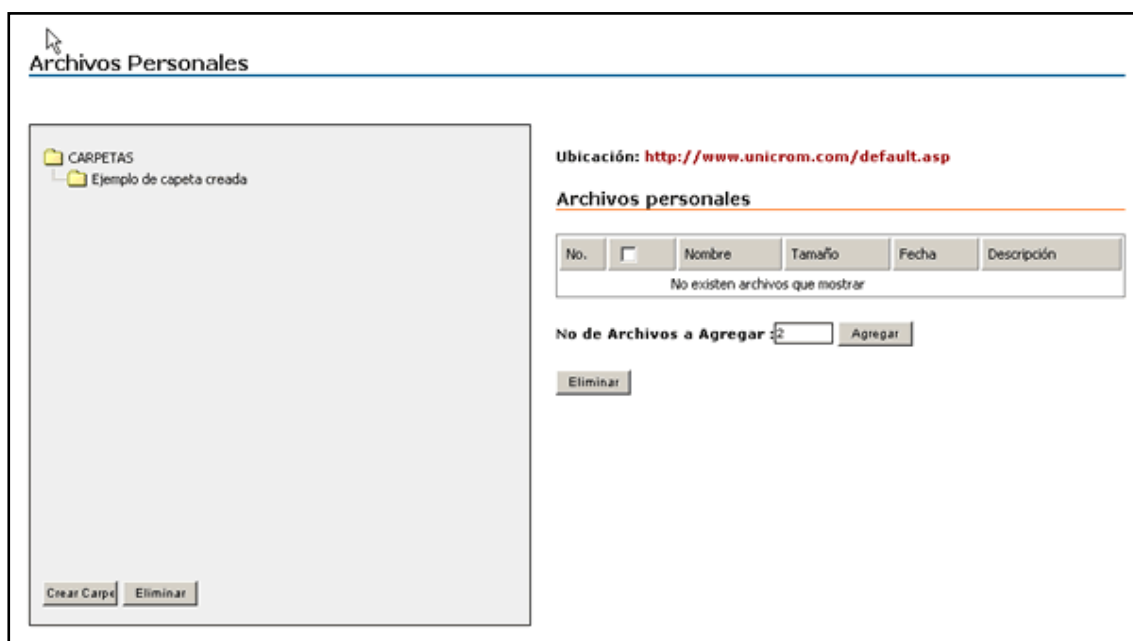 Archivos Personales
CARPETAS
Ejemplo de capeta creada
Crear Carpe Eliminar
Ubicación: http://www.unicrom.com/default.asp
Archivos personales
No. Nombre Tamaño Fecha Descripción
No existen archivos que mostrar
No de Archivos a Agregar :2 Agregar
Eliminar